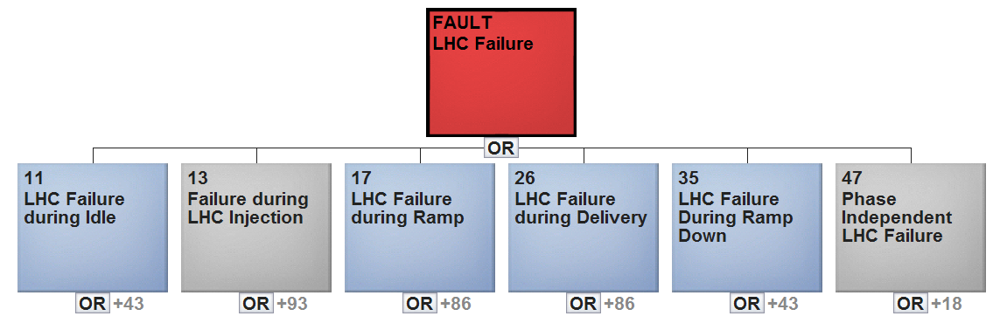 FAULT
LHC Failure
OR
11
LHC Failure
during Idle
OR +43
13
Failure during
LHC Injection
OR +93
17
LHC Failure
during Ramp
OR +86
26
LHC Failure
during Delivery
OR +86
35
LHC Failure
During Ramp
Down
OR +43
47
Phase
Independent
LHC Failure
OR +18